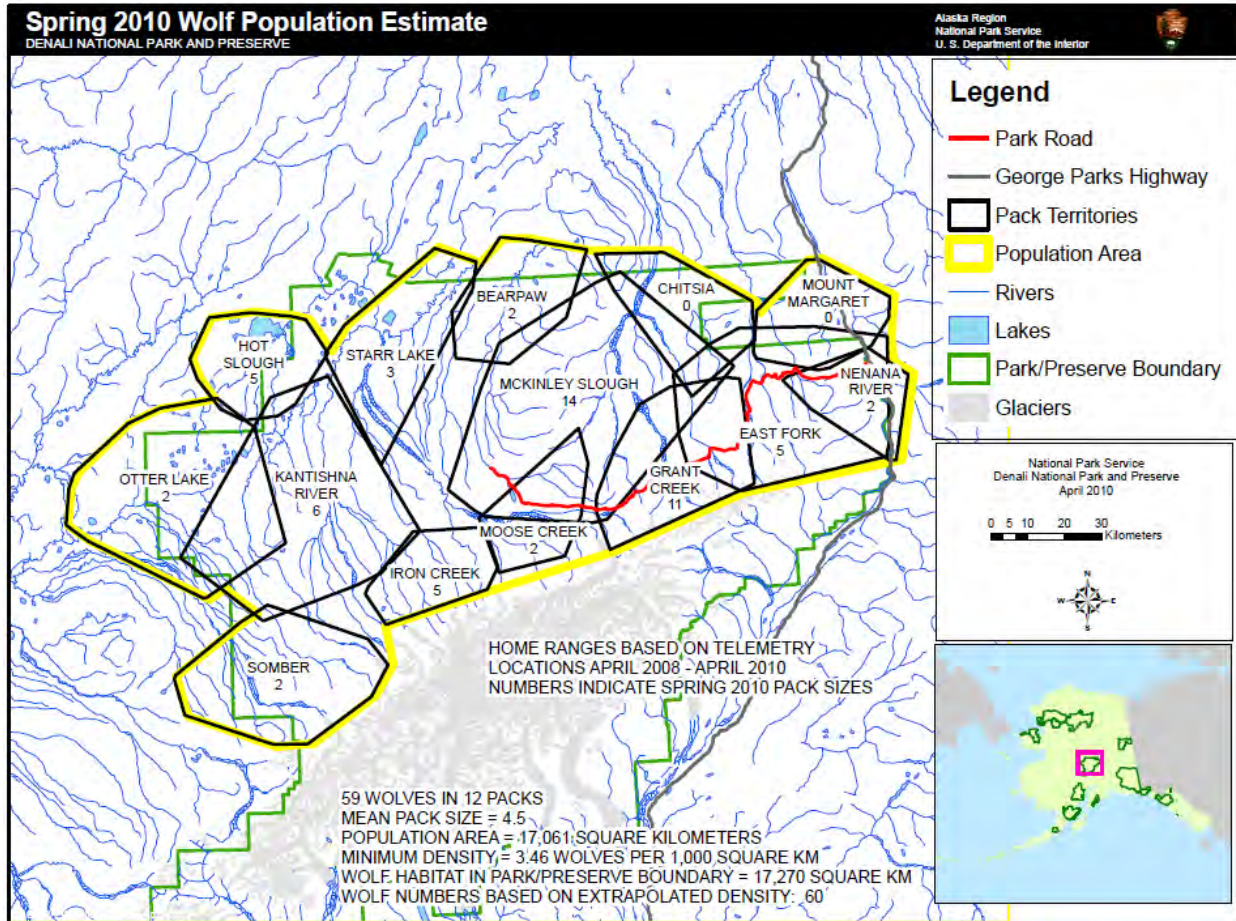 Spring 2010 Wolf Population Estimate
DENALI NATIONAL PARK AND PRESERVE
Alaska Region
National Park Service
U. S. Department of the Interior
Legend
Park Road
George Parks Highway
Pack Territories
Population Area
Rivers
Lakes
Park/Preserve Boundary
Glaciers
National Park Service
Denali National Park and Preserve
April 2010
0 5 10 20 30
Kilometers
N
W E
S
BEARPAW
2
CHITSIA
0
MOUNT
MARGARET
0
HOT
SLOUGH
5
STARR LAKE
3
MCKINLEY SLOUGH
14
NENANA
RIVER
2
EAST FORK
5
OTTER LAKE
2
KANTISHNA
RIVER
6
GRANT
CREEK
11
MOOSE CREEK
2
IRON CREEK
5
SOMBER
2
HOME RANGES BASED ON TELEMETRY
LOCATIONS APRIL 2008 - APRIL 2010
NUMBERS INDICATE SPRING 2010 PACK SIZES
59 WOLVES IN 12 PACKS
MEAN PACK SIZE = 4.5
POPULATION AREA = 17,061 SQUARE KILOMETERS
MINIMUM DENSITY = 3.46 WOLVES PER 1,000 SQUARE KM
WOLF HABITAT IN PARK/PRESERVE BOUNDARY = 17,270 SQUARE KM
WOLF NUMBERS BASED ON EXTRAPOLATED DENSITY: 60